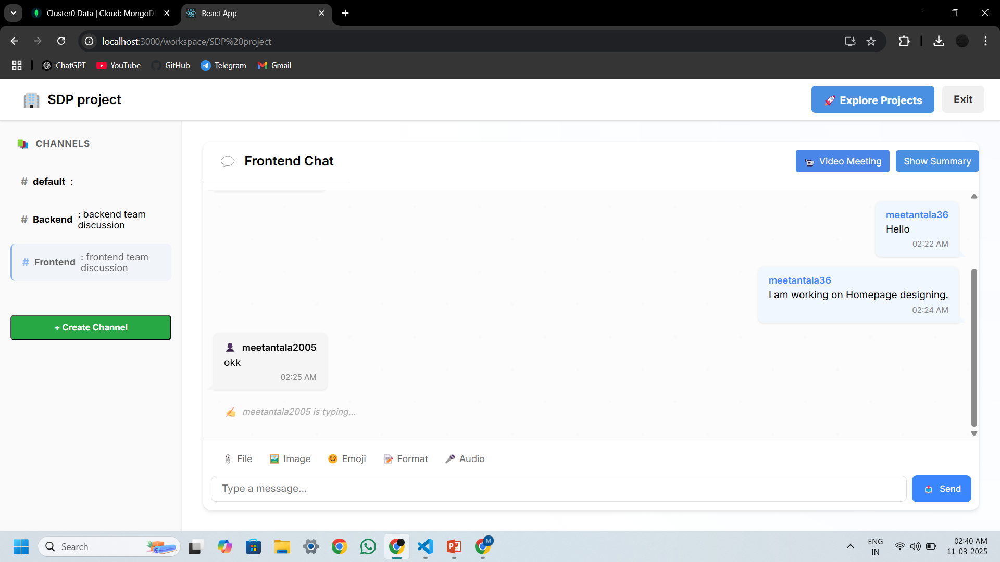 Cluster0 Data | Cloud: MongoD
React App
localhost:3000/workspace/SDP%20project
ChatGPT
YouTube
GitHub
Telegram
Gmail
SDP project
🚀 Explore Projects
Exit
CHANNELS
# default :
# Backend : backend team
discussion
# Frontend : frontend team
discussion
+ Create Channel
Frontend Chat
Video Meeting
Show Summary
meetantala36
Hello
02:22 AM
meetantala36
I am working on Homepage designing.
02:24 AM
meetantala2005
okk
02:25 AM
meetantala2005 is typing...
File
Image
Emoji
Format
Audio
Type a message...
Send
Search
M
ENG
IN
02:40 AM
11-03-2025